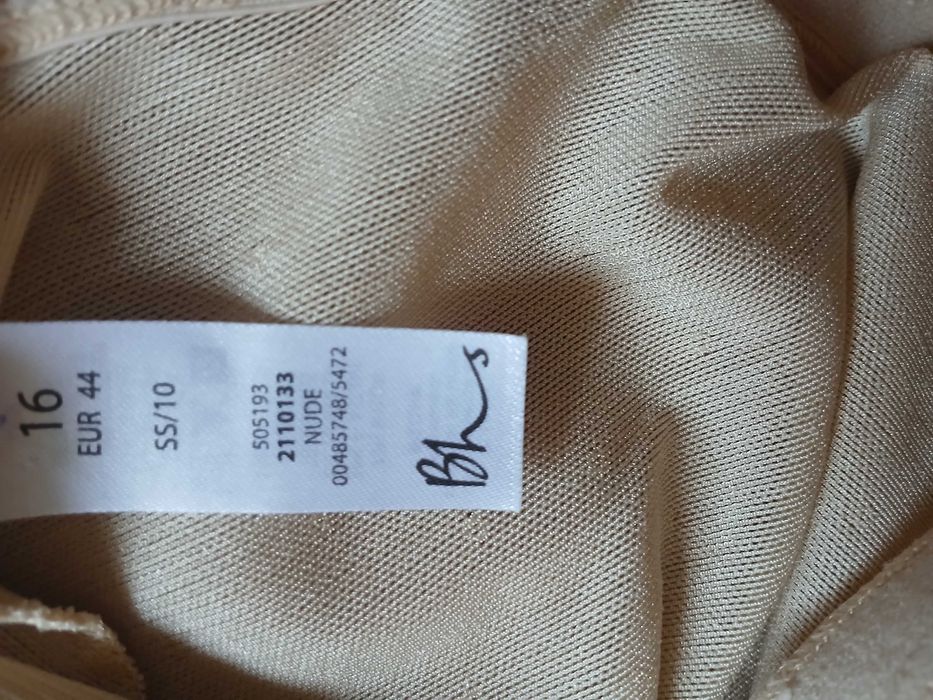 16
EUR 44
SS/10
505193
2110133
NUDE
00485748/5472
Bhs